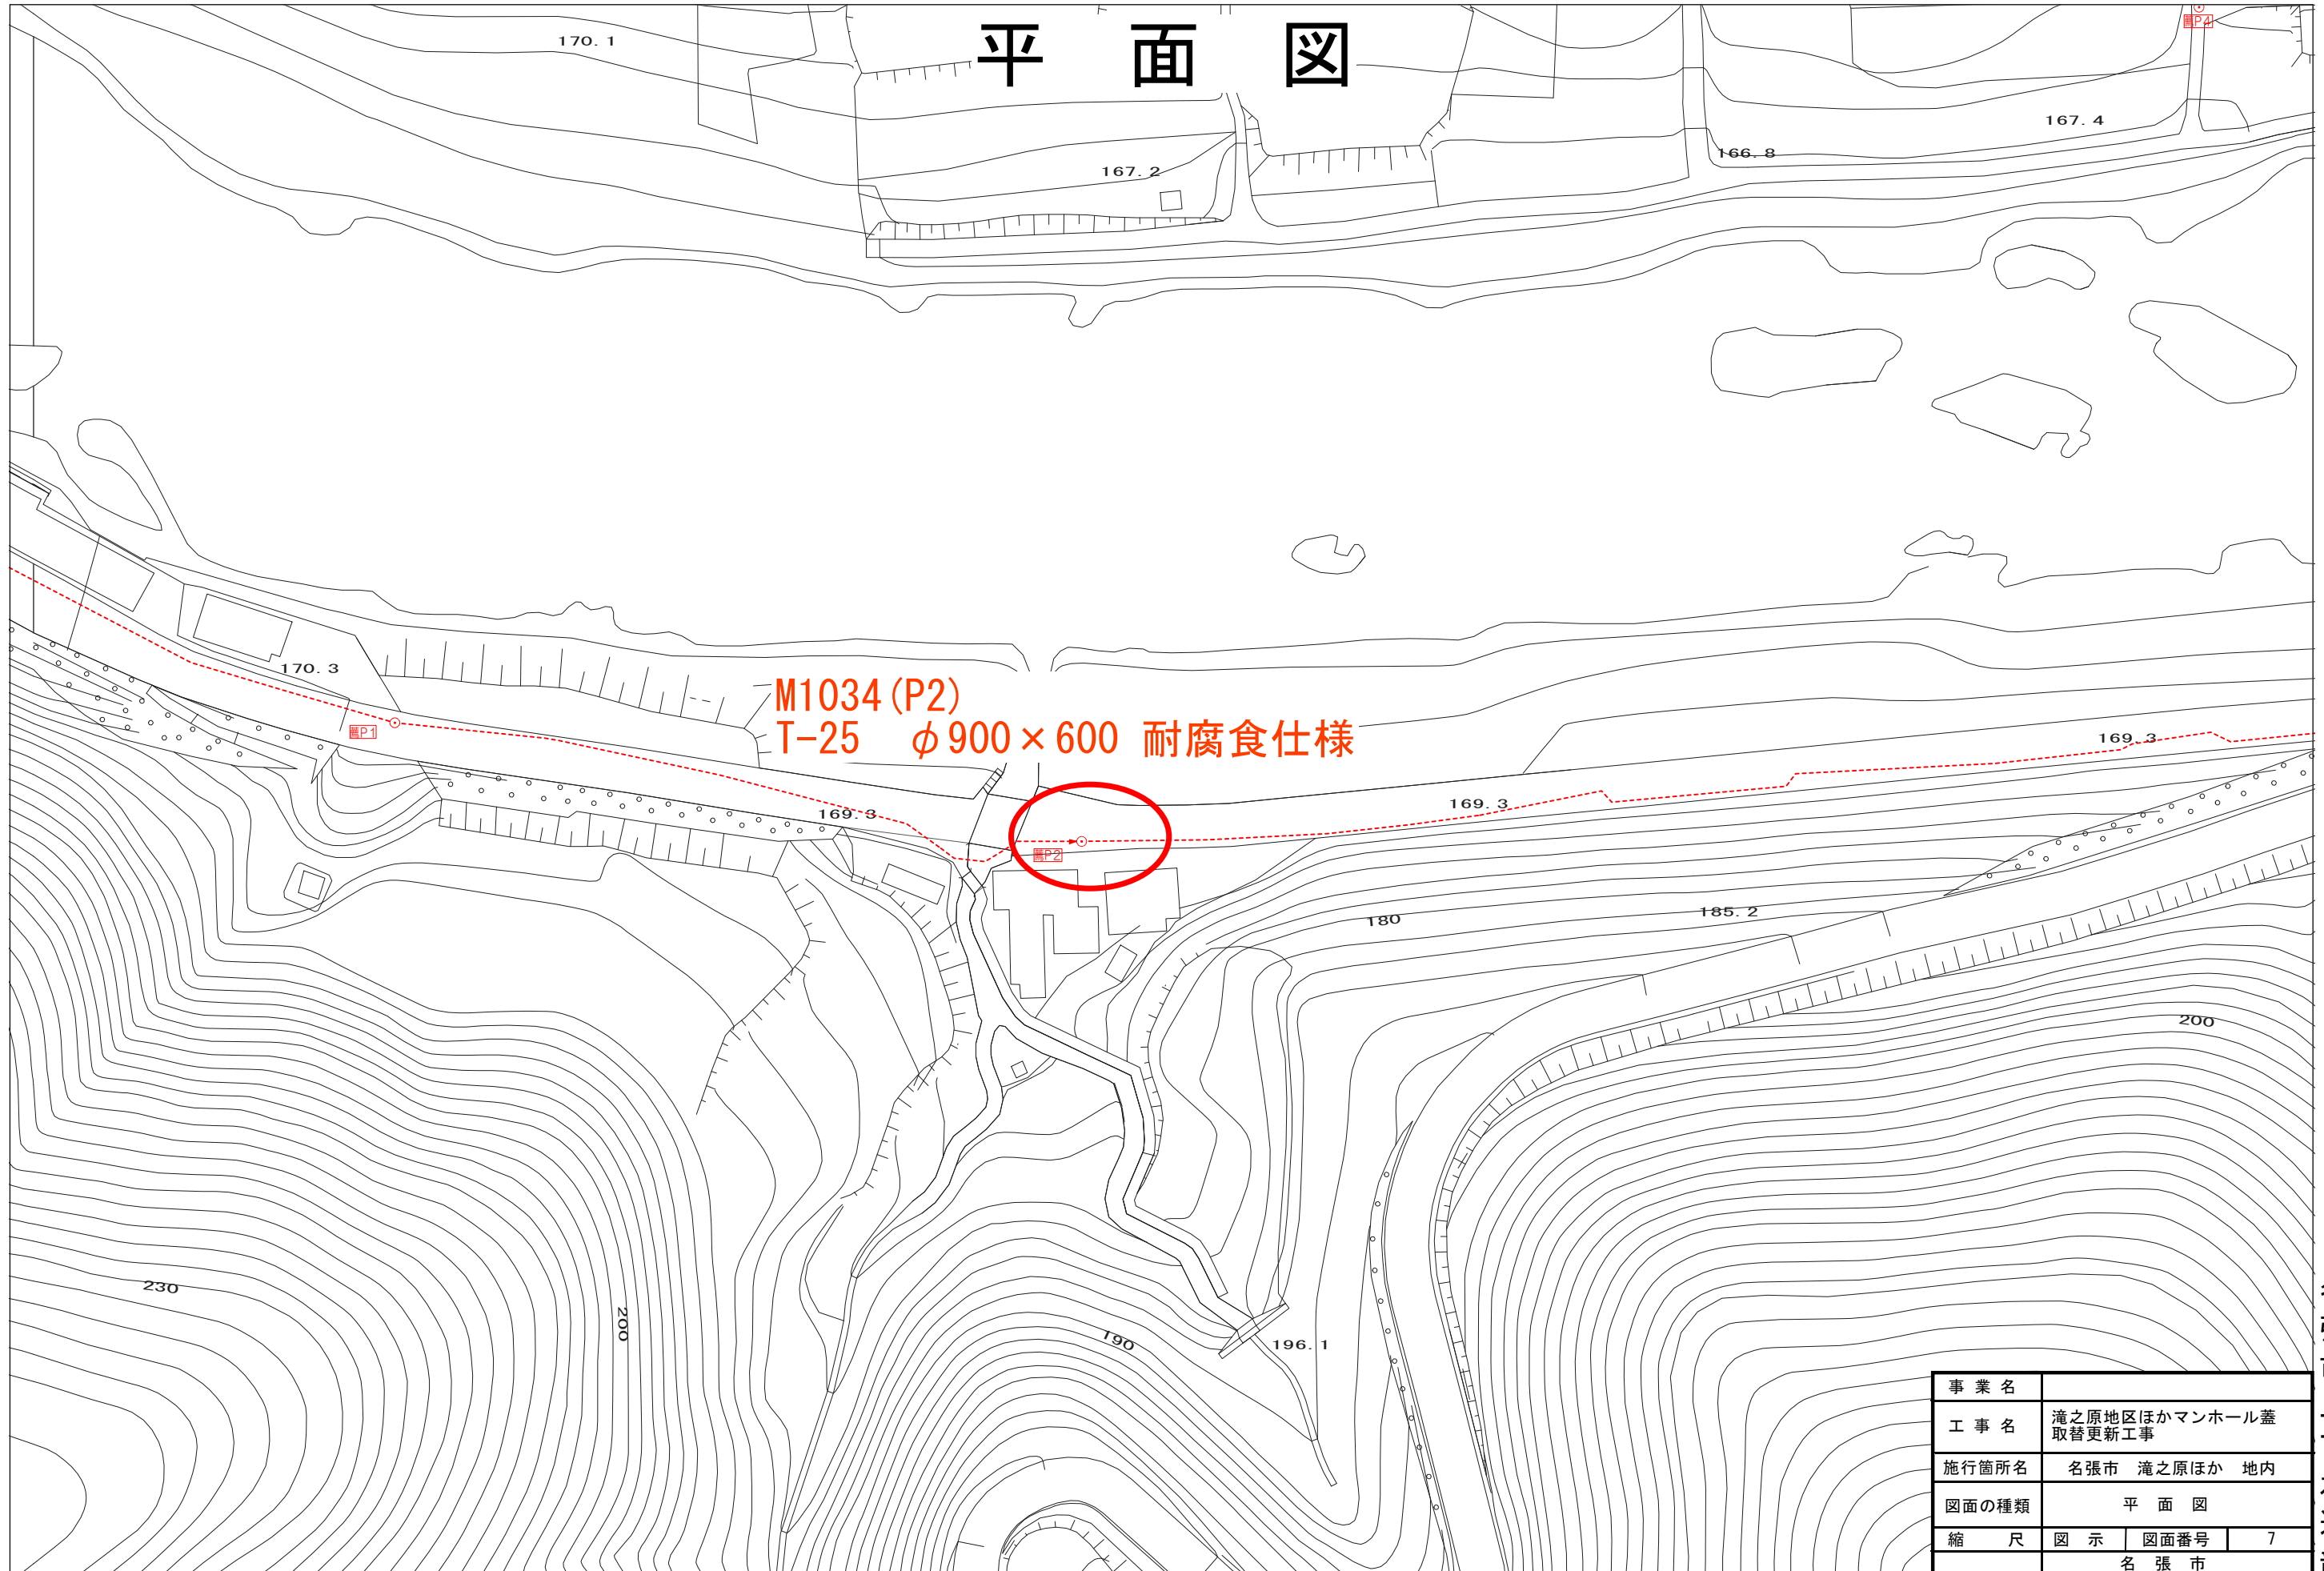 平 面 図
170.1
P4
167.4
166.8
167.2
170.3
P1
M1034(P2)
T-25 φ900×600 耐腐食仕様
169.3
169.3
169.3
P2
180
185.2
200
230
200
190
196.1
事 業 名
工 事 名 滝之原地区ほかマンホール蓋
取替更新工事
施行箇所名 名張市 滝之原ほか 地内
図面の種類 平 面 図
縮 尺 図 示 図面番号 7
名 張 市